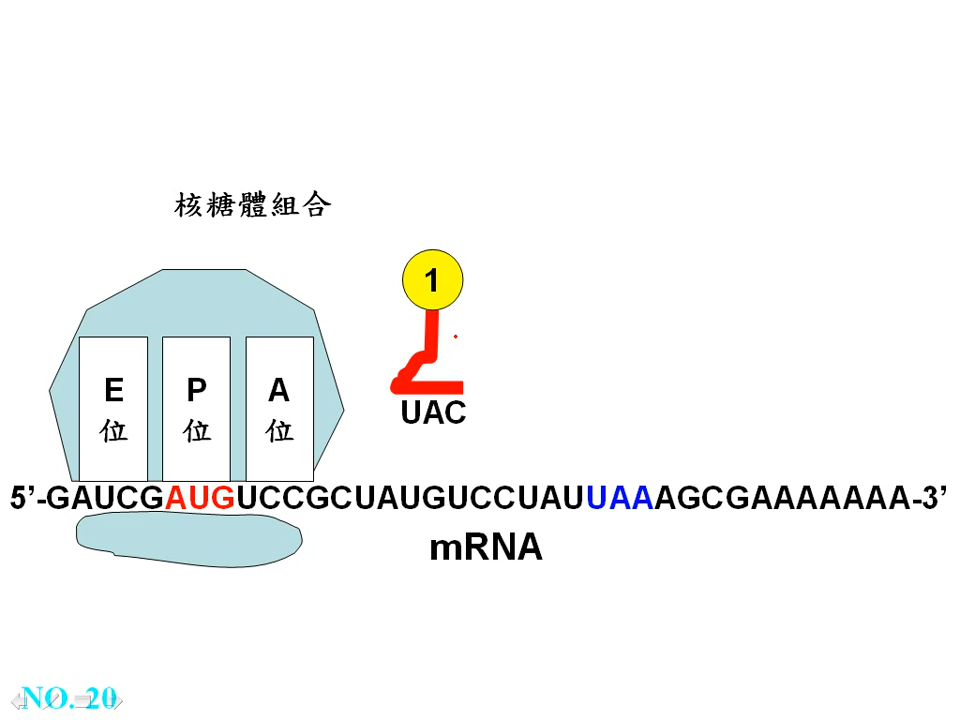 核糖體組合
1
E
位
P
位
A
位
UAC
5’-GAUCGAUGUCCGCUAUGUCCUAUUAAAGCGAAAAAAA-3’
mRNA
NO. 20